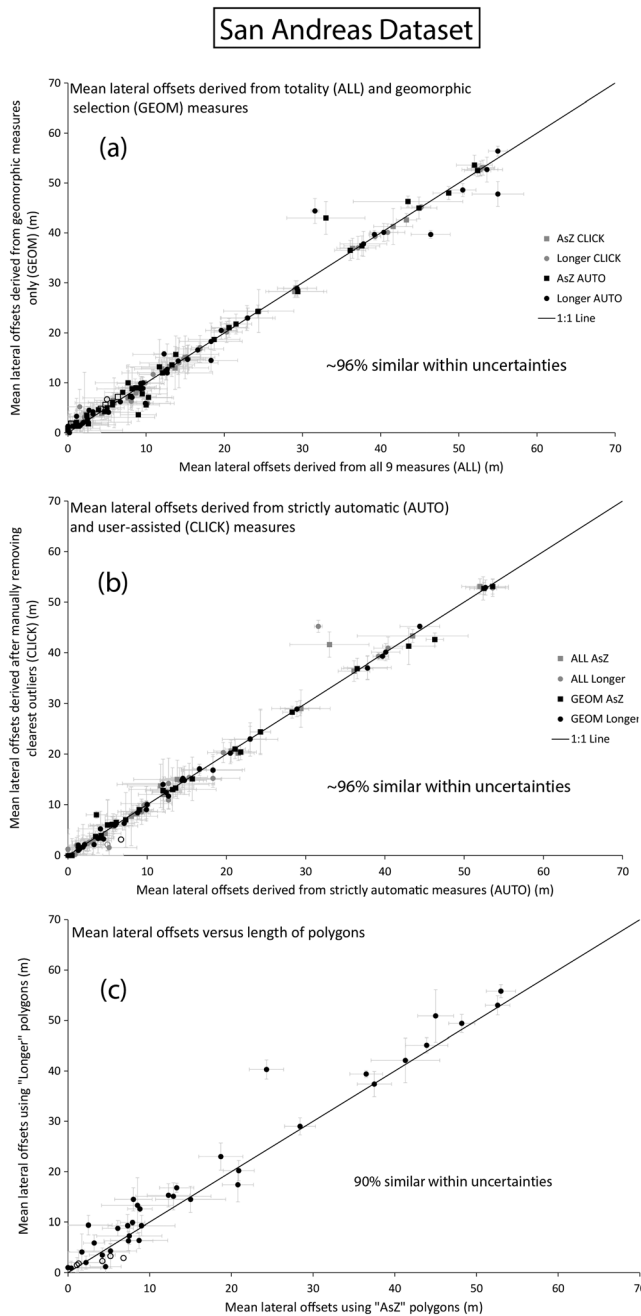 San Andreas Dataset
Mean lateral offsets derived from totality (ALL) and geomorphic
selection (GEOM) measures
(a)
Mean lateral offsets derived from geomorphic measures
only (GEOM) (m)
70
60
50
40
30
20
10
0
AsZ CLICK
Longer CLICK
AsZ AUTO
Longer AUTO
1:1 Line
~96% similar within uncertainties
0 10 20 30 40 50 60 70
Mean lateral offsets derived from all 9 measures (ALL) (m)
Mean lateral offsets derived from strictly automatic (AUTO)
and user-assisted (CLICK) measures
(b)
Mean lateral offsets derived after manually removing
clearest outliers (CLICK) (m)
70
60
50
40
30
20
10
0
ALL AsZ
ALL Longer
GEOM AsZ
GEOM Longer
1:1 Line
~96% similar within uncertainties
0 10 20 30 40 50 60 70
Mean lateral offsets derived from strictly automatic measures (AUTO) (m)
Mean lateral offsets versus length of polygons
(c)
Mean lateral offsets using "Longer" polygons (m)
70
60
50
40
30
20
10
0
90% similar within uncertainties
0 10 20 30 40 50 60 70
Mean lateral offsets using "AsZ" polygons (m)